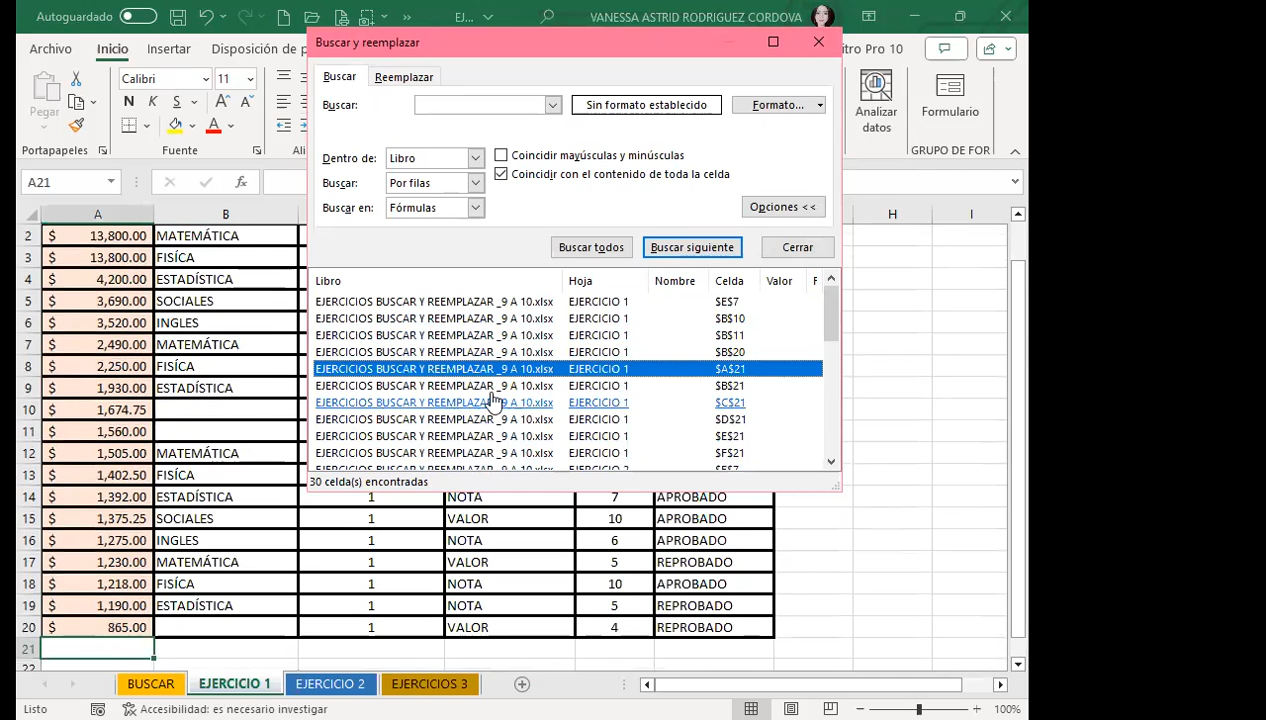 Autoguardado
EJ...
VANESSA ASTRID RODRIGUEZ CORDOVA
Archivo Inicio Insertar Disposición de
itro Pro 10
Buscar y reemplazar
Buscar Reemplazar
Buscar: Sin formato establecido Formato...
Dentro de: Libro Coincidir mayúsculas y minúsculas
Buscar: Por filas Coincidir con el contenido de toda la celda
Buscar en: Fórmulas Opciones <<
Buscar todos Buscar siguiente Cerrar
Libro Hoja Nombre Celda Valor F
EJERCICIOS BUSCAR Y REEMPLAZAR _9 A 10.xlsx EJERCICIO 1 $E$7
EJERCICIOS BUSCAR Y REEMPLAZAR _9 A 10.xlsx EJERCICIO 1 $B$10
EJERCICIOS BUSCAR Y REEMPLAZAR _9 A 10.xlsx EJERCICIO 1 $B$11
EJERCICIOS BUSCAR Y REEMPLAZAR _9 A 10.xlsx EJERCICIO 1 $B$20
EJERCICIOS BUSCAR Y REEMPLAZAR _9 A 10.xlsx EJERCICIO 1 $A$21
EJERCICIOS BUSCAR Y REEMPLAZAR _9 A 10.xlsx EJERCICIO 1 $B$21
EJERCICIOS BUSCAR Y REEMPLAZAR _9 A 10.xlsx EJERCICIO 1 $C$21
EJERCICIOS BUSCAR Y REEMPLAZAR _9 A 10.xlsx EJERCICIO 1 $D$21
EJERCICIOS BUSCAR Y REEMPLAZAR _9 A 10.xlsx EJERCICIO 1 $E$21
EJERCICIOS BUSCAR Y REEMPLAZAR _9 A 10.xlsx EJERCICIO 1 $F$21
EJERCICIOS BUSCAR Y REEMPLAZAR _9 A 10.xlsx EJERCICIO 2 $E$7
30 celda(s) encontradas
Pegar
Calibri 11
N K S A A
A
Analizar
datos
Formulario
Portapapeles Fuente Ali
GRUPO DE FOR
A21 fx
A B H I
2 $ 13,800.00 MATEMÁTICA
3 $ 13,800.00 FISÍCA
4 $ 4,200.00 ESTADÍSTICA
5 $ 3,690.00 SOCIALES
6 $ 3,520.00 INGLES
7 $ 2,490.00 MATEMÁTICA
8 $ 2,250.00 FISÍCA
9 $ 1,930.00 ESTADÍSTICA
10 $ 1,674.75
11 $ 1,560.00
12 $ 1,505.00 MATEMÁTICA
13 $ 1,402.50 FISÍCA
14 $ 1,392.00 ESTADÍSTICA 1 NOTA 7 APROBADO
15 $ 1,375.25 SOCIALES 1 VALOR 10 APROBADO
16 $ 1,275.00 INGLES 1 NOTA 6 APROBADO
17 $ 1,230.00 MATEMÁTICA 1 VALOR 5 REPROBADO
18 $ 1,218.00 FISÍCA 1 NOTA 10 APROBADO
19 $ 1,190.00 ESTADÍSTICA 1 NOTA 5 REPROBADO
20 $ 865.00 1 VALOR 4 REPROBADO
21
22
BUSCAR EJERCICIO 1 EJERCICIO 2 EJERCICIOS 3
Listo Accesibilidad: es necesario investigar 100%